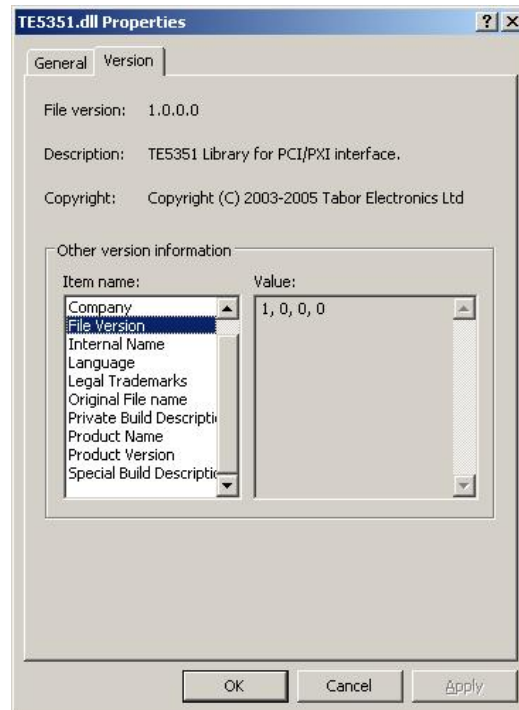 TE5351.dll Properties
General Version
File version: 1.0.0.0
Description: TE5351 Library for PCI/PXI interface.
Copyright: Copyright (C) 2003-2005 Tabor Electronics Ltd
Other version information
Item name: Value:
Company 1, 0, 0, 0
File Version
Internal Name
Language
Legal Trademarks
Original File name
Private Build Descripti
Product Name
Product Version
Special Build Descriptic
OK Cancel Apply